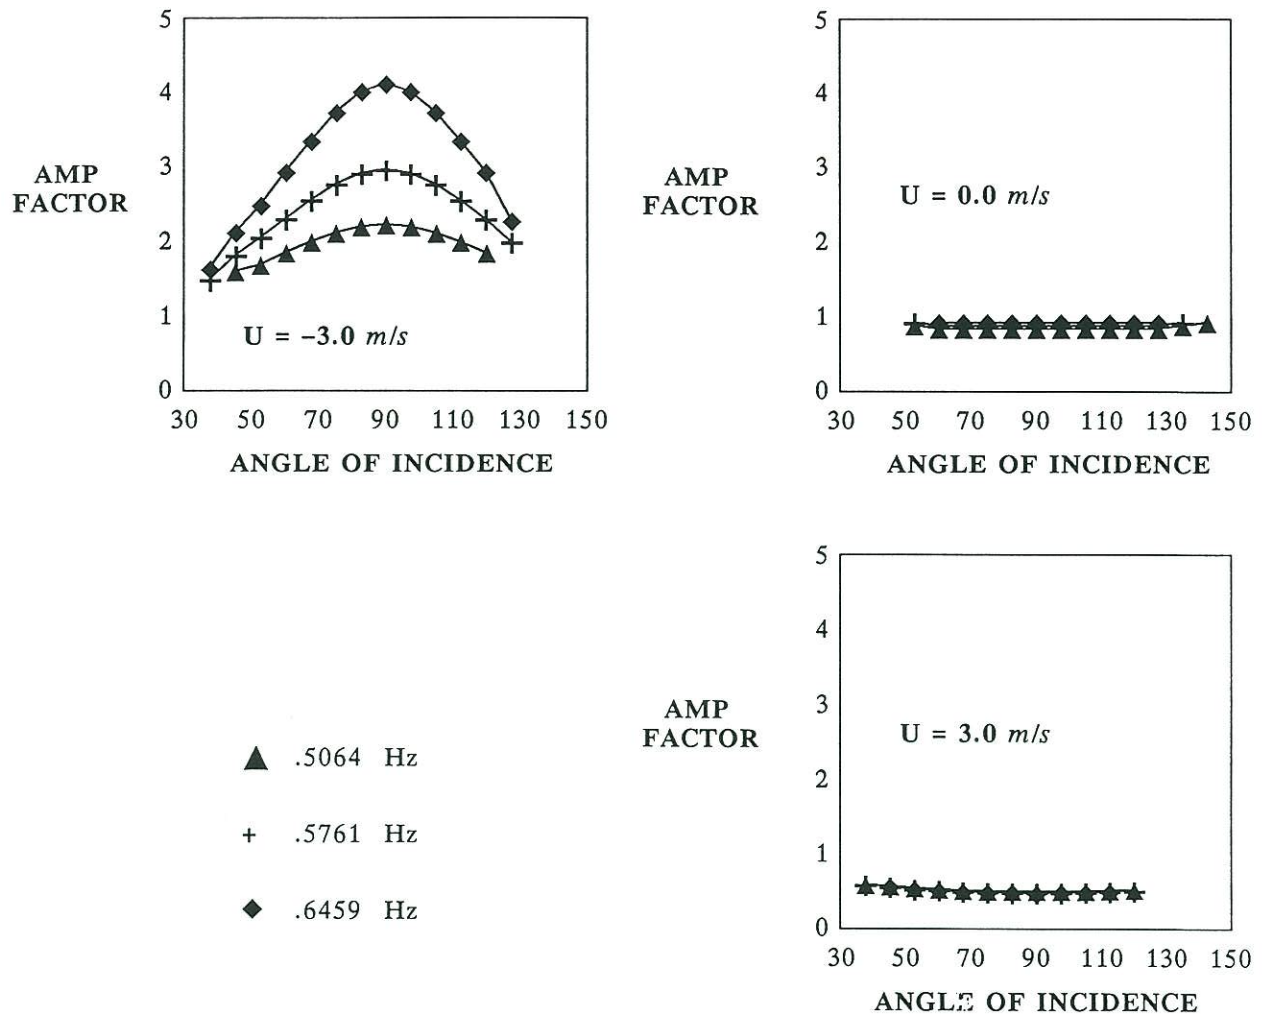 5
4
3
2
1
0
AMP
FACTOR
U = −3.0 m/s
30 50 70 90 110 130 150
ANGLE OF INCIDENCE
5
4
3
2
1
0
AMP
FACTOR
U = 0.0 m/s
30 50 70 90 110 130 150
ANGLE OF INCIDENCE
.5064 Hz
.5761 Hz
.6459 Hz
5
4
3
2
1
0
AMP
FACTOR
U = 3.0 m/s
30 50 70 90 110 130 150
ANGLE OF INCIDENCE